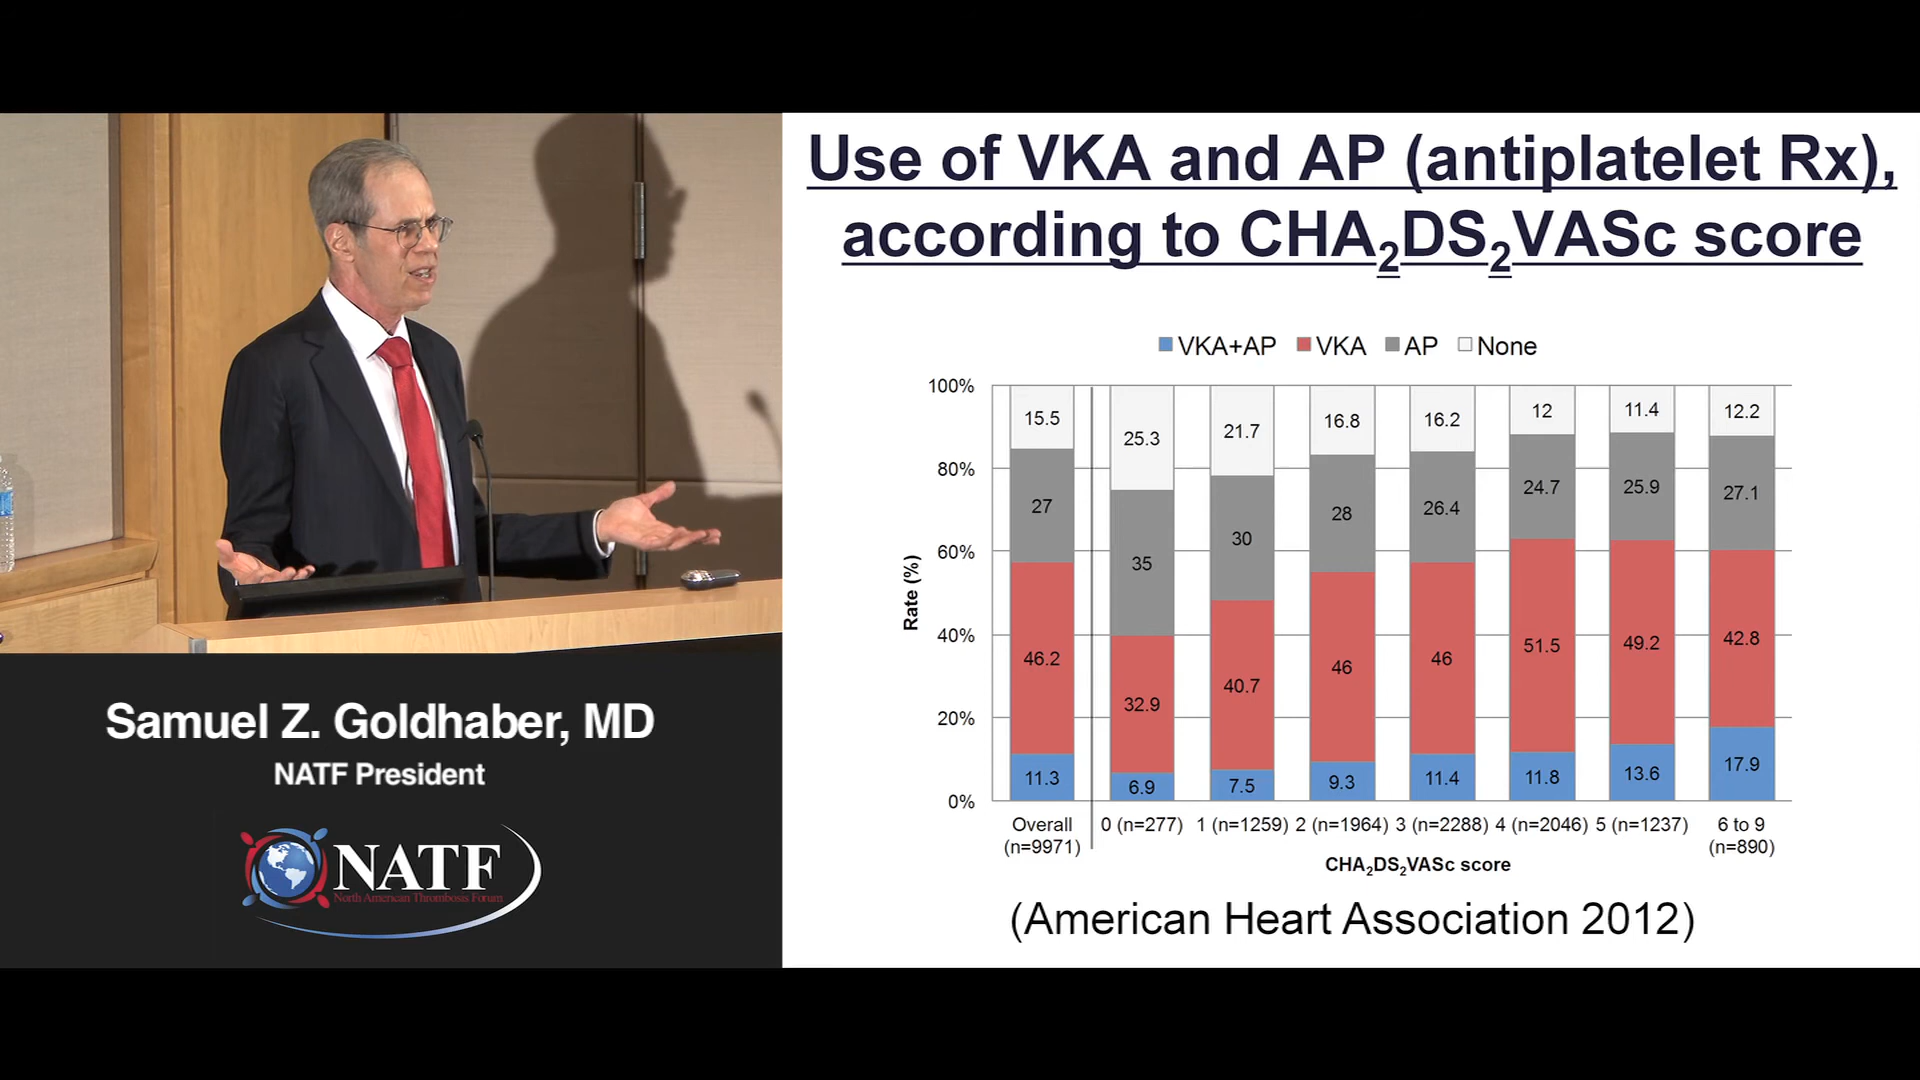 Use of VKA and AP (antiplatelet Rx),
according to CHA₂DS₂VASc score
VKA+AP VKA AP None
100%
80%
60%
40%
20%
0%
Rate (%)
15.5 25.3 21.7 16.8 16.2 12 11.4 12.2
27 35 30 28 26.4 24.7 25.9 27.1
46.2 32.9 40.7 46 46 51.5 49.2 42.8
11.3 6.9 7.5 9.3 11.4 11.8 13.6 17.9
Overall 0 (n=277) 1 (n=1259) 2 (n=1964) 3 (n=2288) 4 (n=2046) 5 (n=1237) 6 to 9
(n=9971) (n=890)
CHA₂DS₂VASc score
(American Heart Association 2012)
Samuel Z. Goldhaber, MD
NATF President
NATF
North American Thrombosis Forum